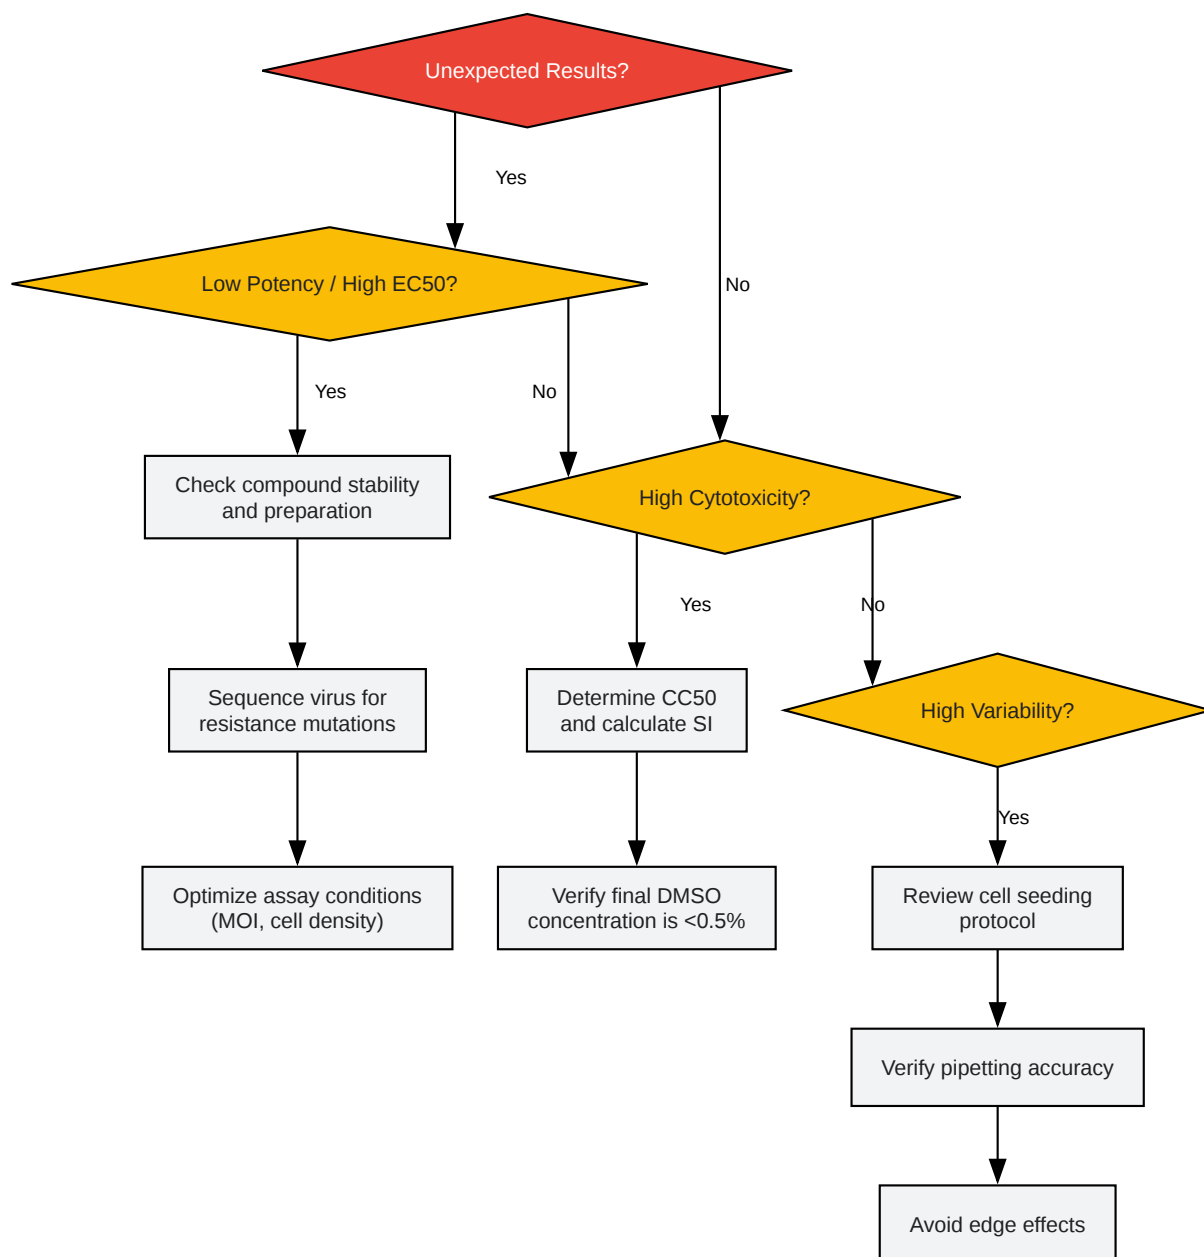 Unexpected Results?
Yes
Low Potency / High EC50?
No
Yes
No
Check compound stability
and preparation
High Cytotoxicity?
Yes
No
Sequence virus for
resistance mutations
Determine CC50
and calculate SI
High Variability?
Yes
Optimize assay conditions
(MOI, cell density)
Verify final DMSO
concentration is <0.5%
Review cell seeding
protocol
Verify pipetting accuracy
Avoid edge effects